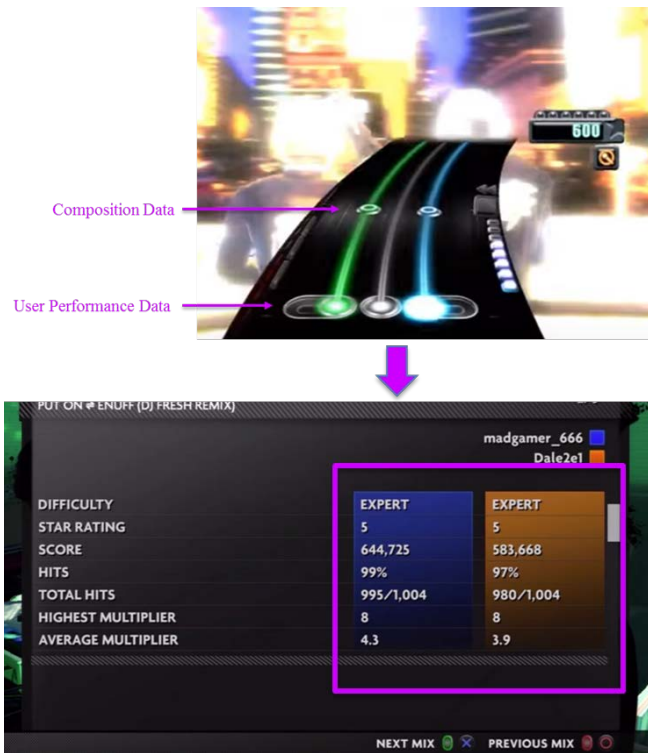 600
Composition Data
User Performance Data
PUT ON ≠ ENUFF (DJ FRESH REMIX)
madgamer_666
Dale2e1
DIFFICULTY EXPERT EXPERT
STAR RATING 5 5
SCORE 644,725 583,668
HITS 99% 97%
TOTAL HITS 995/1,004 980/1,004
HIGHEST MULTIPLIER 8 8
AVERAGE MULTIPLIER 4.3 3.9
NEXT MIX PREVIOUS MIX